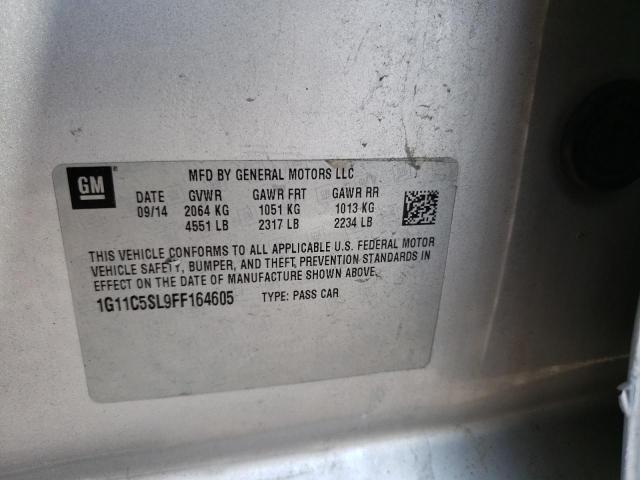 GM
MFD BY GENERAL MOTORS LLC
DATE GVWR GAWR FRT GAWR RR
09/14 2064 KG 1051 KG 1013 KG
4551 LB 2317 LB 2234 LB
THIS VEHICLE CONFORMS TO ALL APPLICABLE U.S. FEDERAL MOTOR
VEHICLE SAFETY, BUMPER, AND THEFT PREVENTION STANDARDS IN
EFFECT ON THE DATE OF MANUFACTURE SHOWN ABOVE.
1G11C5SL9FF164605 TYPE: PASS CAR